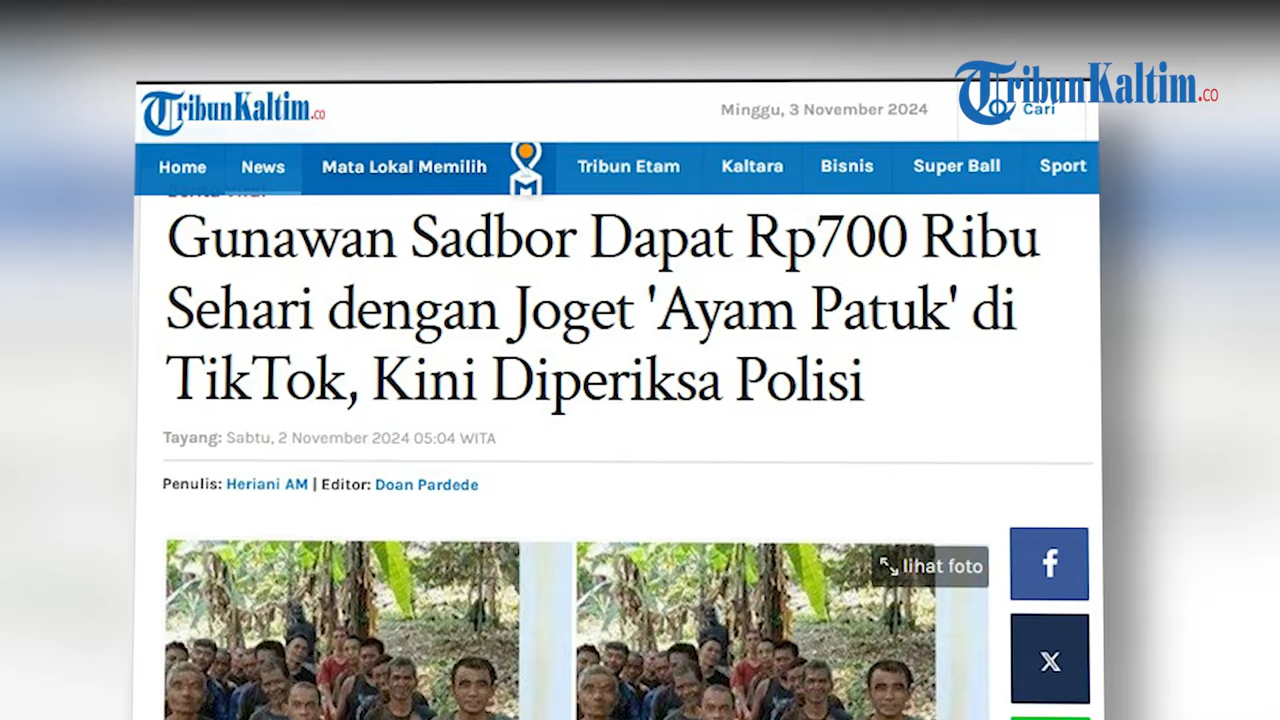 TribunKaltim.co
TribunKaltim.co
Minggu, 3 November 2024
Cari
Home News Mata Lokal Memilih Tribun Etam Kaltara Bisnis Super Ball Sport
Gunawan Sadbor Dapat Rp700 Ribu
Sehari dengan Joget 'Ayam Patuk' di
TikTok, Kini Diperiksa Polisi
Tayang: Sabtu, 2 November 2024 05:04 WITA
Penulis: Heriani AM | Editor: Doan Pardede
lihat foto